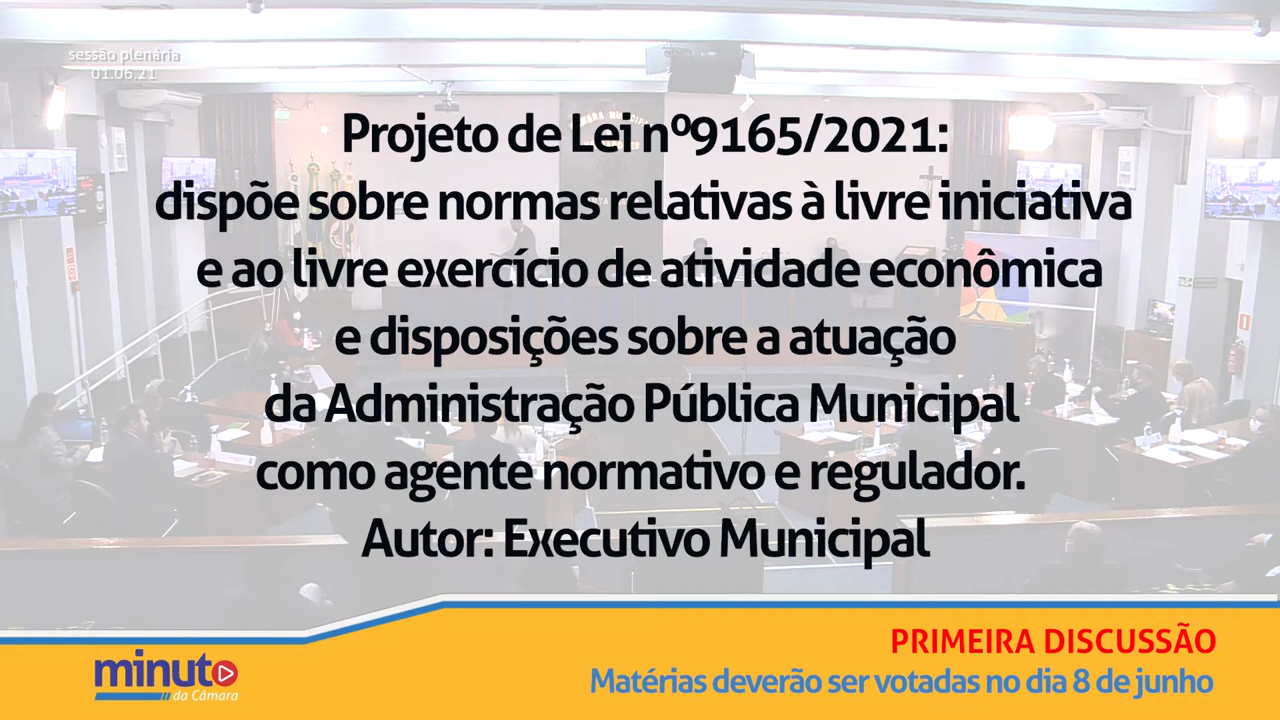 sessão plenária
01.06.21
Projeto de Lei nº9165/2021:
dispõe sobre normas relativas à livre iniciativa
e ao livre exercício de atividade econômica
e disposições sobre a atuação
da Administração Pública Municipal
como agente normativo e regulador.
Autor: Executivo Municipal
PRIMEIRA DISCUSSÃO
Matérias deverão ser votadas no dia 8 de junho
minuto
da Câmara